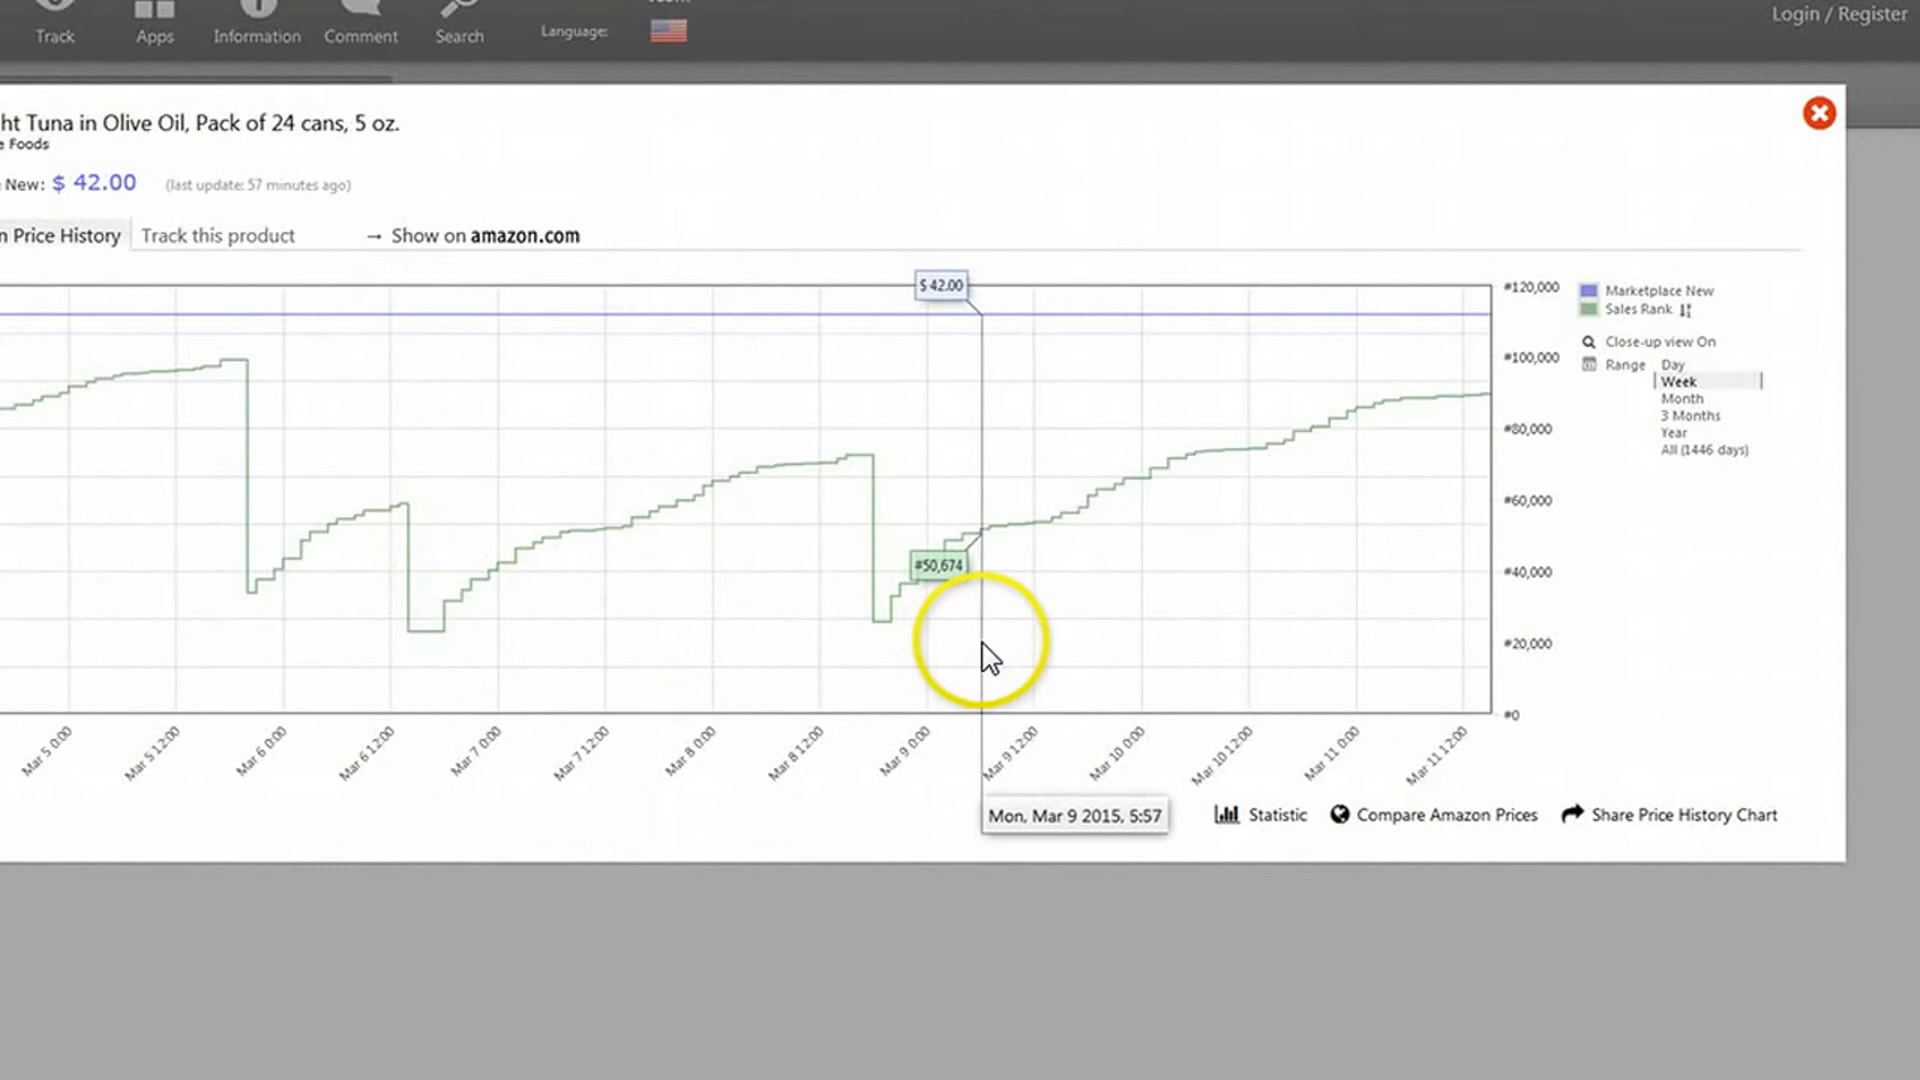 Login / Register
Track
Apps
Information
Comment
Search
Language:
ht Tuna in Olive Oil, Pack of 24 cans, 5 oz.
e Foods
New: $ 42.00 (last update: 57 minutes ago)
n Price History
Track this product
→ Show on amazon.com
$ 42.00
#120,000
#100,000
#80,000
#60,000
#40,000
#20,000
#0
Marketplace New
Sales Rank
Close-up view On
Range
Day
Week
Month
3 Months
Year
All (1446 days)
#50,674
Mar 5 0:00
Mar 5 12:00
Mar 6 0:00
Mar 6 12:00
Mar 7 0:00
Mar 7 12:00
Mar 8 0:00
Mar 8 12:00
Mar 9 0:00
Mar 9 12:00
Mar 10 0:00
Mar 10 12:00
Mar 11 0:00
Mar 11 12:00
Mon, Mar 9 2015, 5:57
Statistic
Compare Amazon Prices
Share Price History Chart